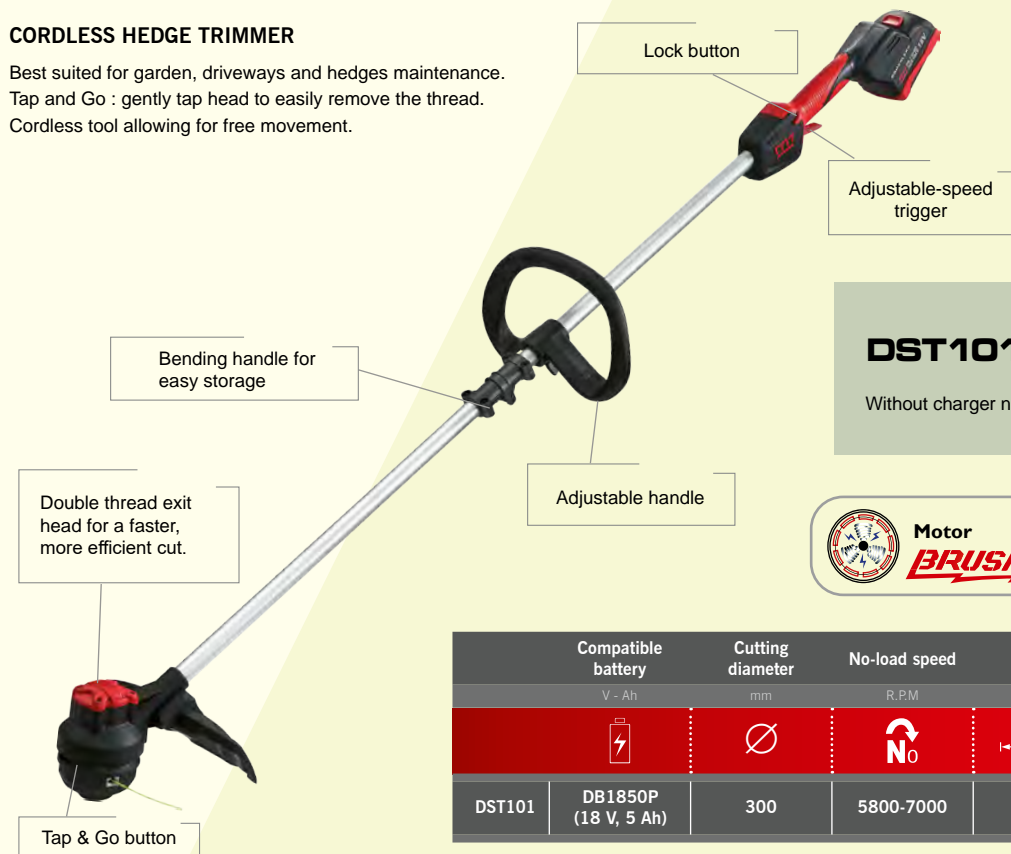 CORDLESS HEDGE TRIMMER
Best suited for garden, driveways and hedges maintenance.
Tap and Go : gently tap head to easily remove the thread.
Cordless tool allowing for free movement.
Lock button
Adjustable-speed
trigger
DST101
Without charger
Bending handle for
easy storage
Adjustable handle
Double thread exit
head for a faster,
more efficient cut.
Motor
Tap & Go button
Compatible
battery
Cutting
diameter
No-load speed
V - Ah
mm
R.P.M
N0
DST101
DB1850P
(18 V, 5 Ah)
300
5800-7000